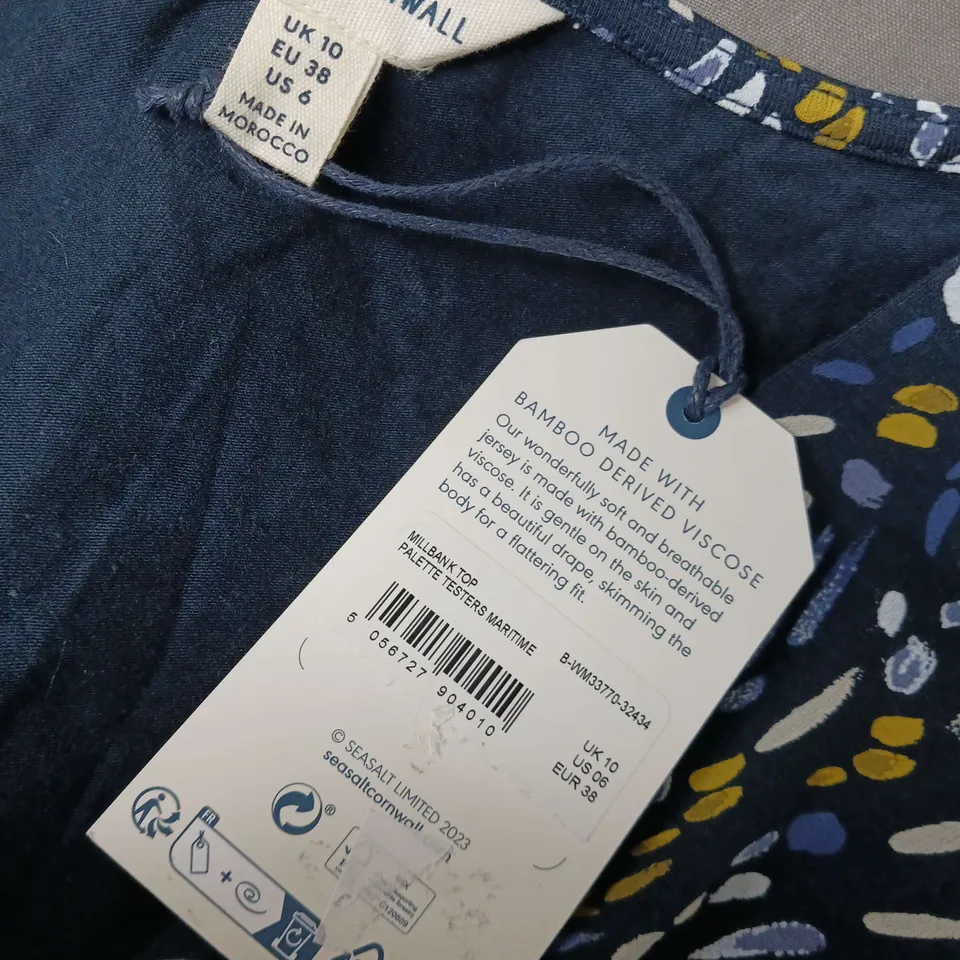 UK 10
EU 38
US 6
MADE IN
MOROCCO
MADE WITH
BAMBOO DERIVED VISCOSE
Our wonderfully soft and breathable
jersey is made with bamboo-derived
viscose. It is gentle on the skin and
has a beautiful drape, skimming the
body for a flattering fit.
MILLBANK TOP
PALETTE TESTERS MARITIME
B-WM33770-32434
5 056727 904010
UK 10
US 06
EUR 38
© SEASALT LIMITED 2023
seasaltcornwall
®
FR
+